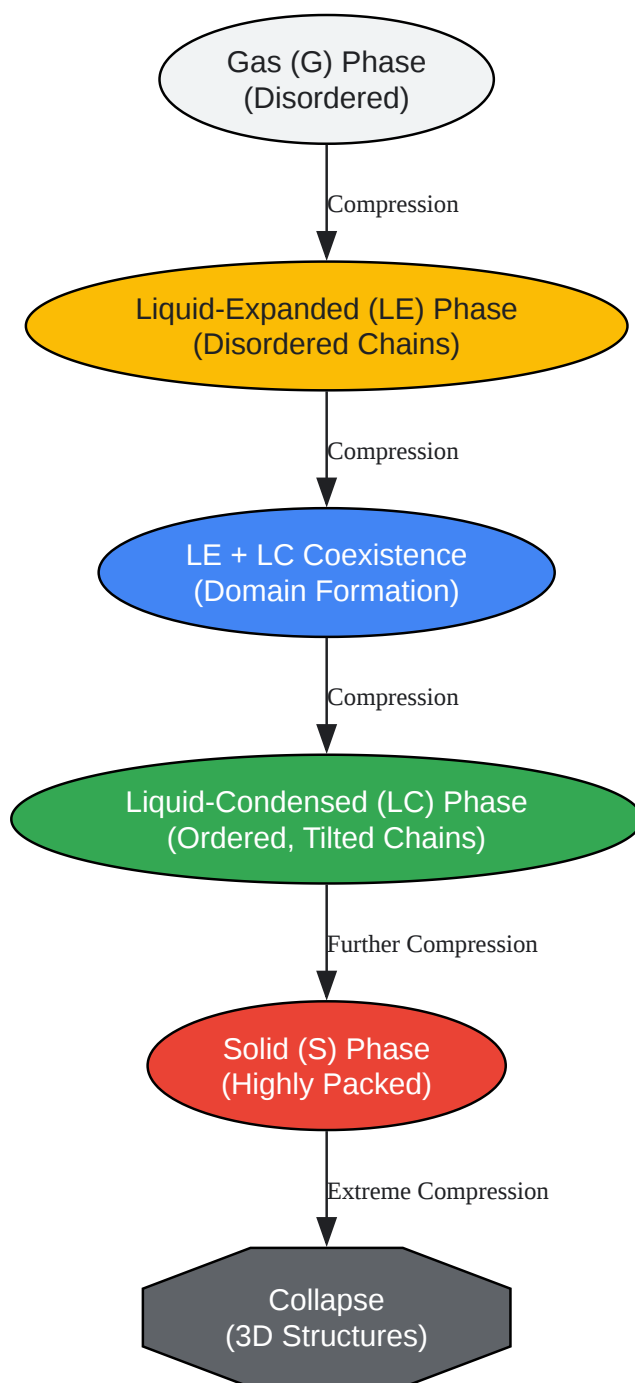 Gas (G) Phase
(Disordered)
Compression
Liquid-Expanded (LE) Phase
(Disordered Chains)
Compression
LE + LC Coexistence
(Domain Formation)
Compression
Liquid-Condensed (LC) Phase
(Ordered, Tilted Chains)
Further Compression
Solid (S) Phase
(Highly Packed)
Extreme Compression
Collapse
(3D Structures)